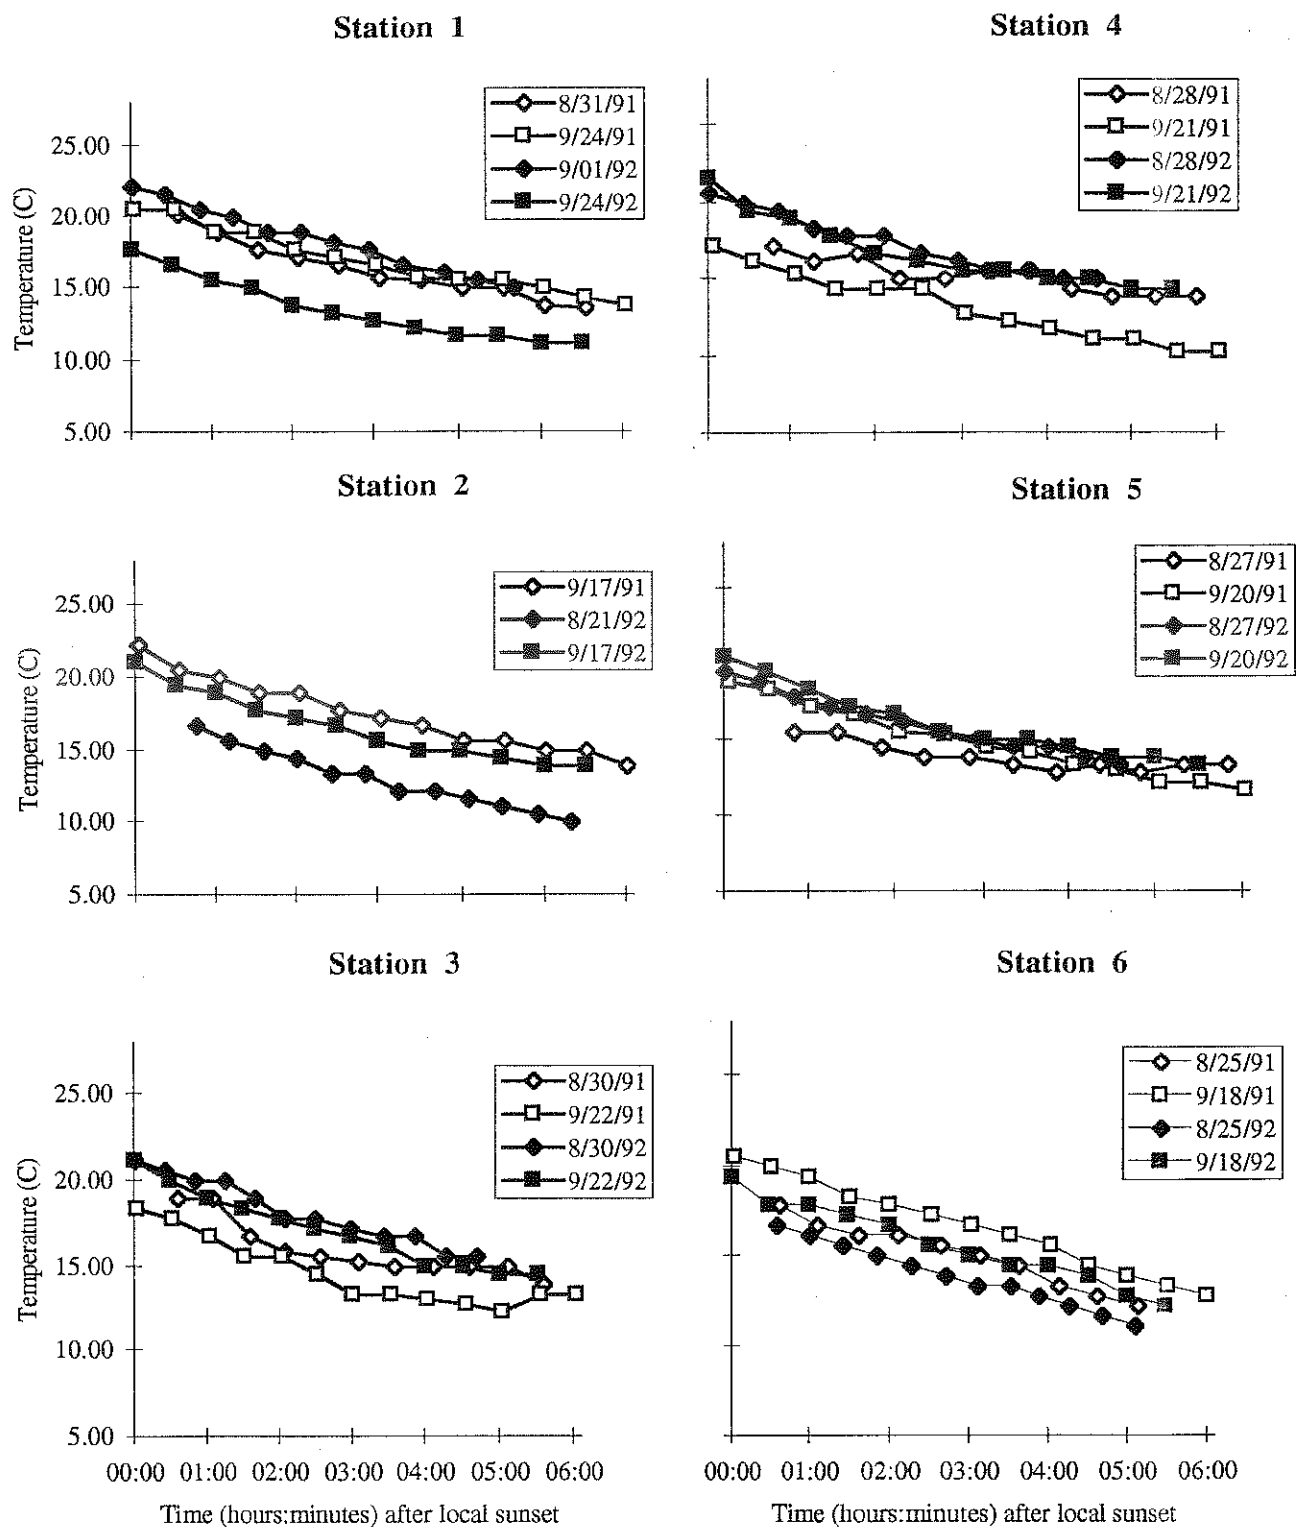 Station 1
8/31/91
9/24/91
9/01/92
9/24/92
25.00
20.00
15.00
10.00
5.00
Temperature (C)
Station 4
8/28/91
9/21/91
8/28/92
9/21/92
Station 2
9/17/91
8/21/92
9/17/92
25.00
20.00
15.00
10.00
5.00
Temperature (C)
Station 5
8/27/91
9/20/91
8/27/92
9/20/92
Station 3
8/30/91
9/22/91
8/30/92
9/22/92
25.00
20.00
15.00
10.00
5.00
Temperature (C)
00:00 01:00 02:00 03:00 04:00 05:00 06:00
Time (hours:minutes) after local sunset
Station 6
8/25/91
9/18/91
8/25/92
9/18/92
00:00 01:00 02:00 03:00 04:00 05:00 06:00
Time (hours:minutes) after local sunset